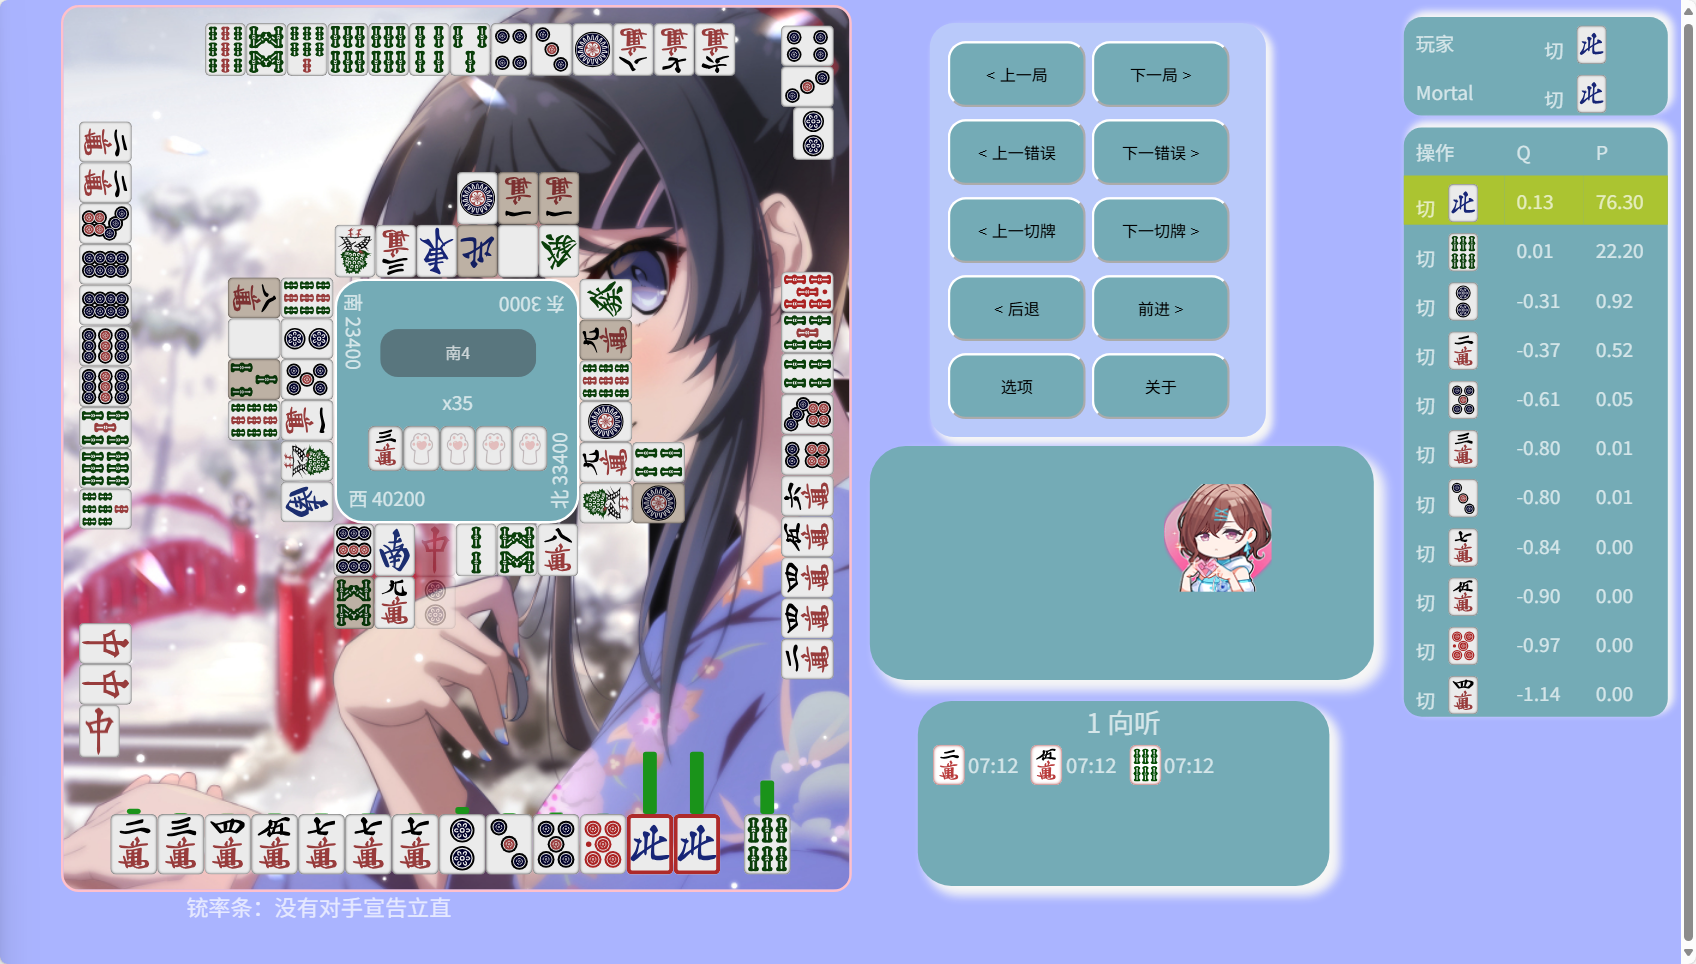 南 23400
东 3000
南4
x35
西 40200
北 33400
铳率条：没有对手宣告立直
< 上一局
下一局 >
< 上一错误
下一错误 >
< 上一切牌
下一切牌 >
< 后退
前进 >
选项
关于
1 向听
07:12 07:12 07:12
玩家 切
Mortal 切
操作 Q P
切 0.13 76.30
切 0.01 22.20
切 -0.31 0.92
切 -0.37 0.52
切 -0.61 0.05
切 -0.80 0.01
切 -0.80 0.01
切 -0.84 0.00
切 -0.90 0.00
切 -0.97 0.00
切 -1.14 0.00